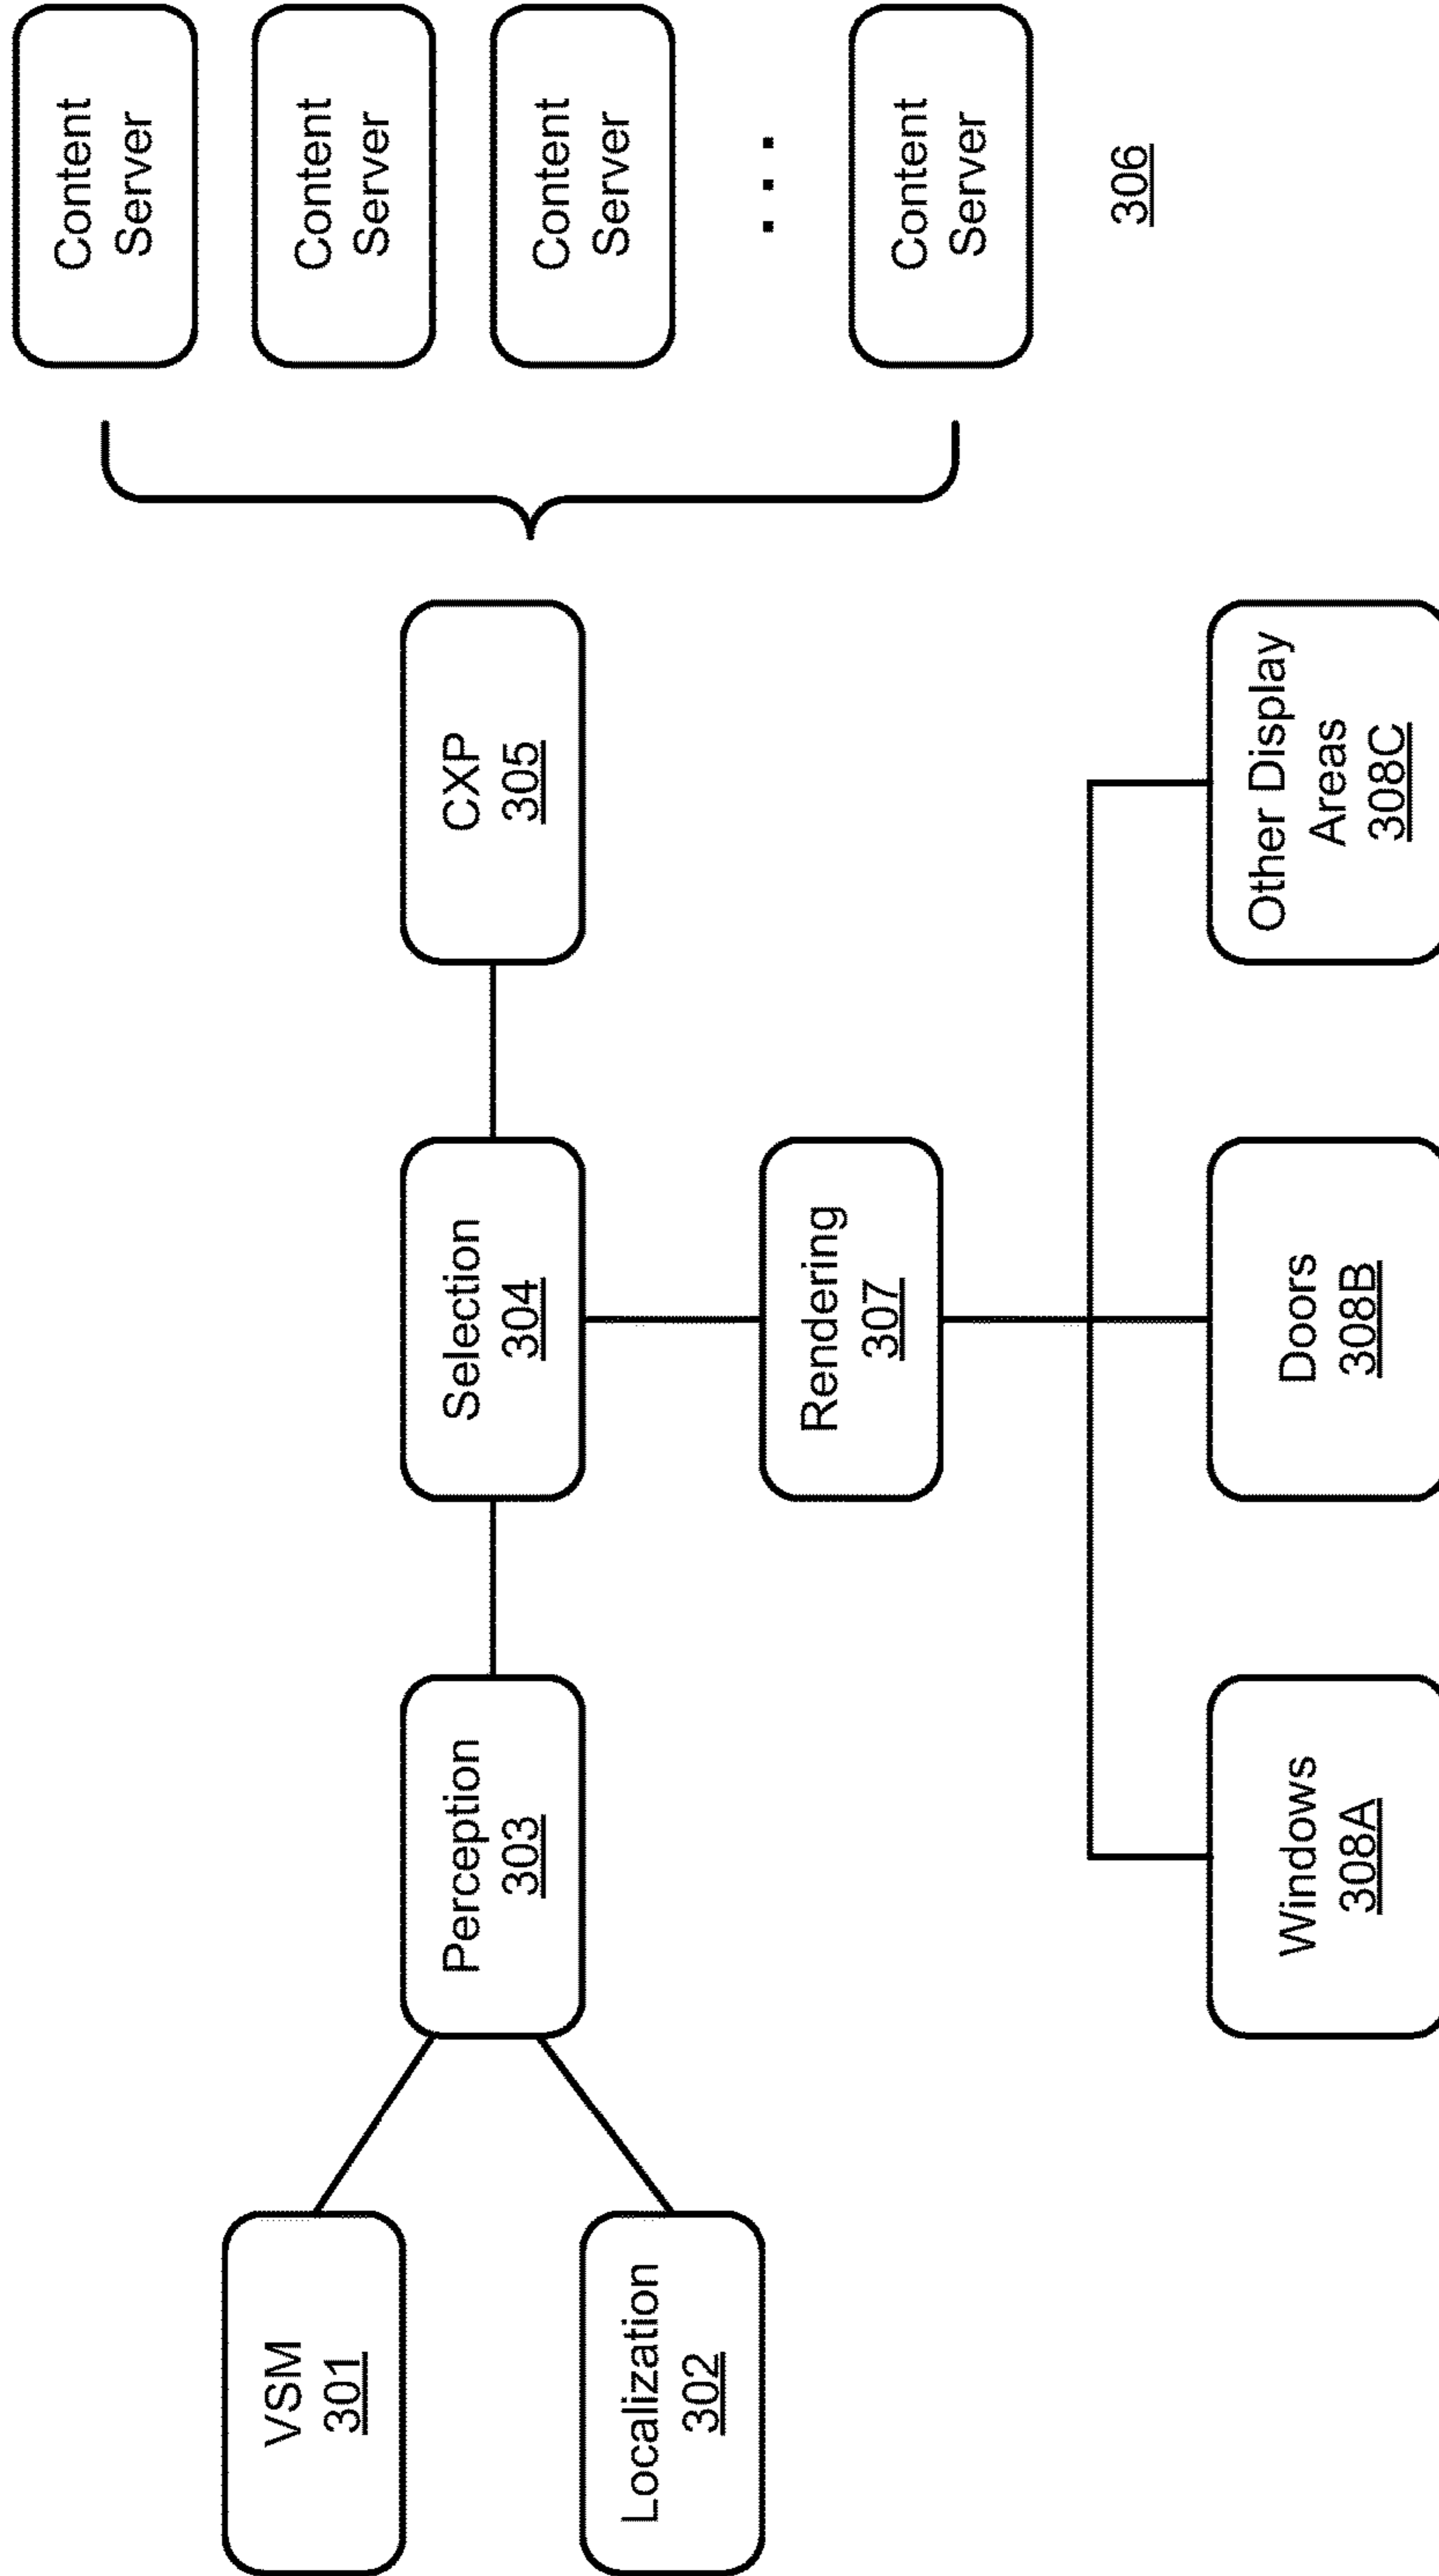 VSM
301
Localization
302
Perception
303
Selection
304
CXP
305
Content
Server
Content
Server
Content
Server
. . .
Content
Server
306
Rendering
307
Windows
308A
Doors
308B
Other Display
Areas
308C